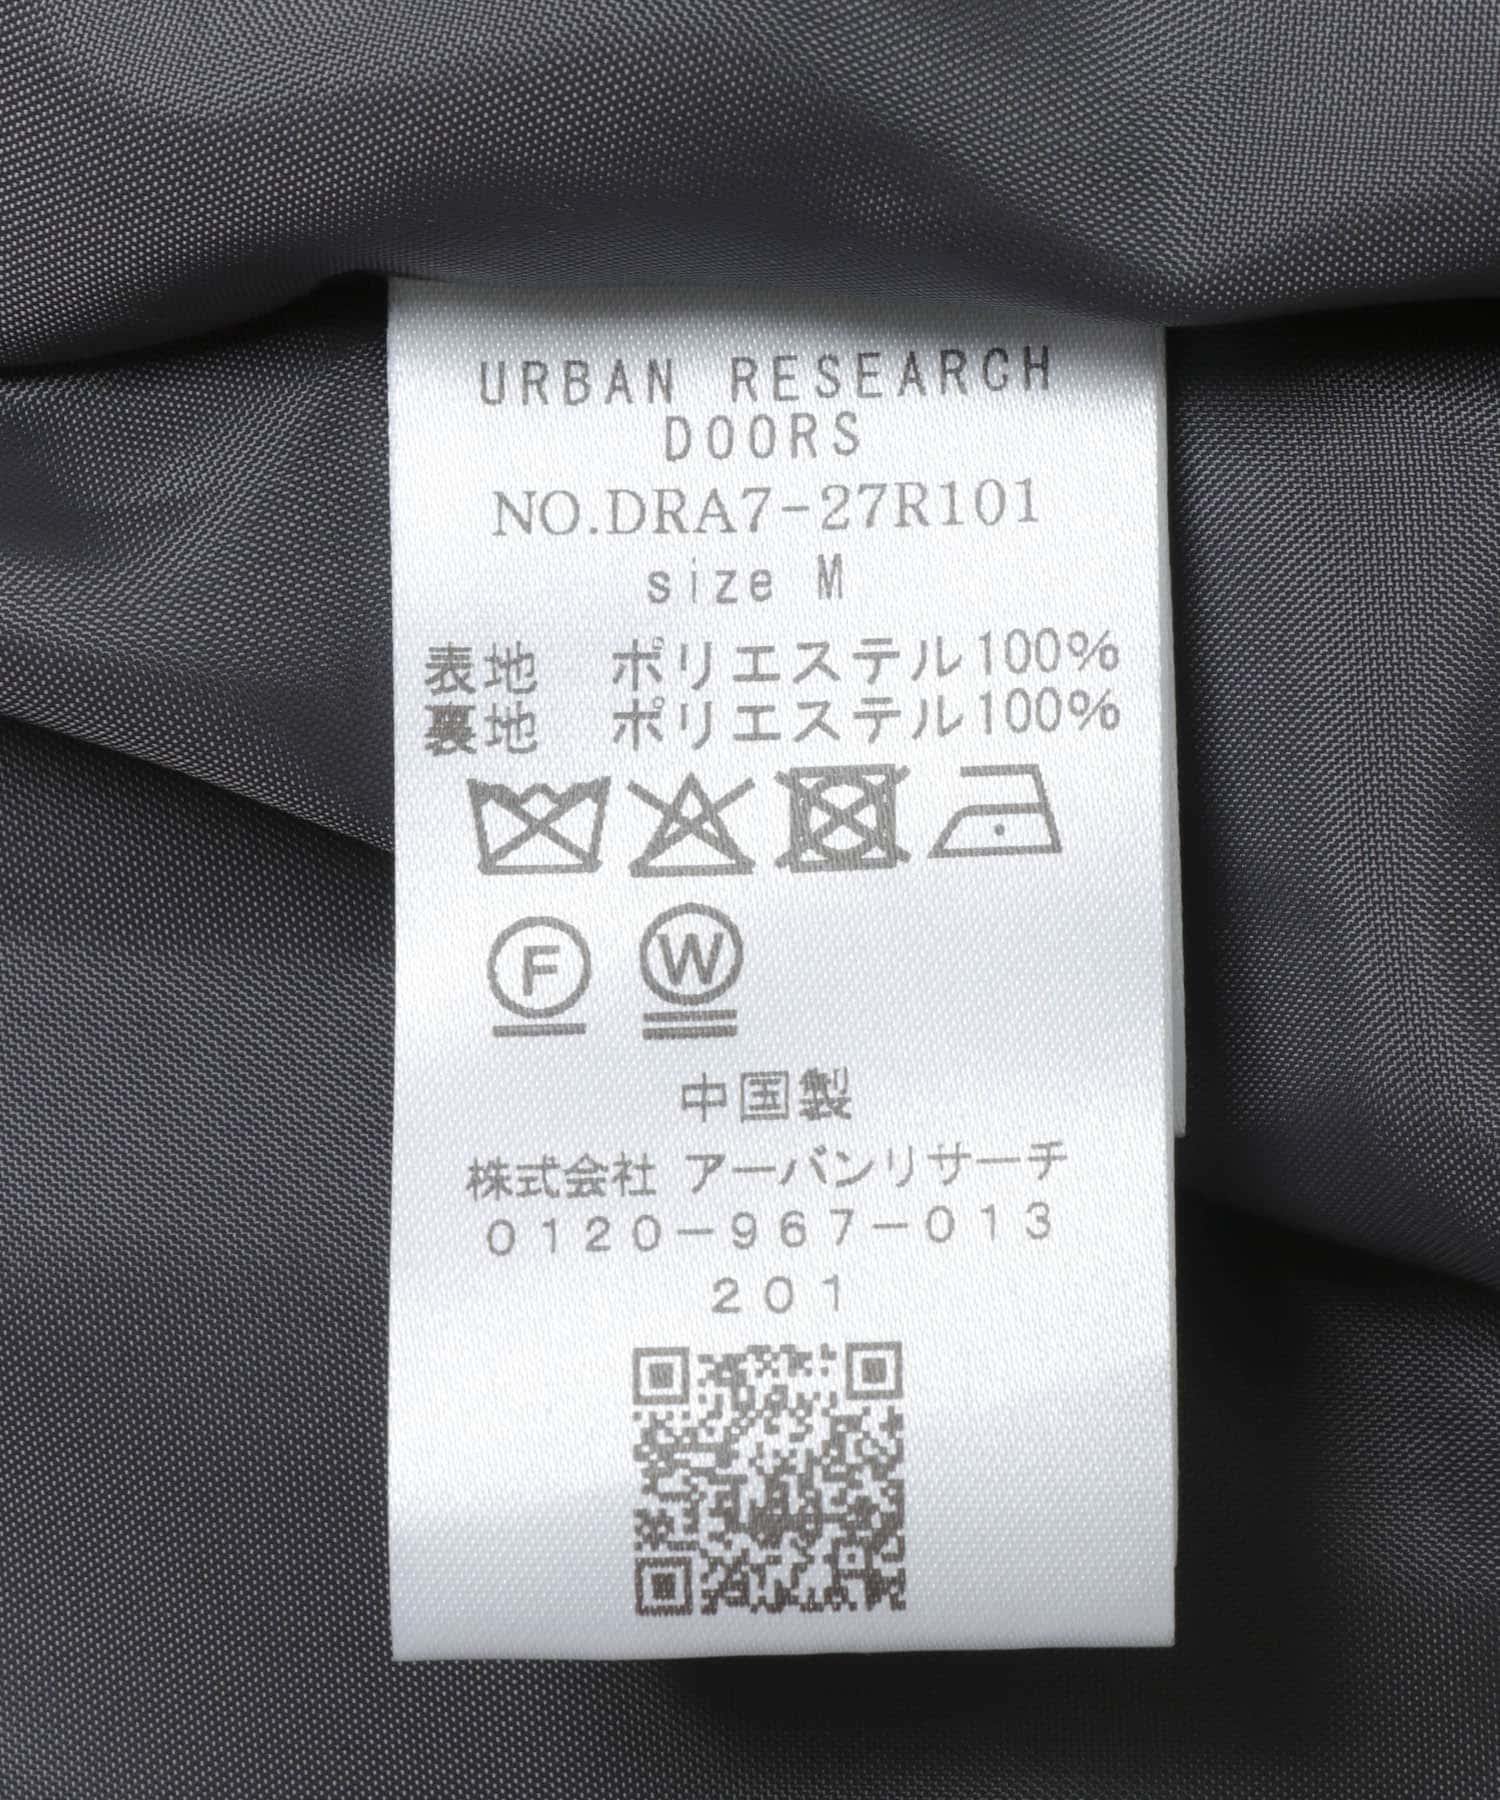 URBAN RESEARCH
DOORS
NO.DRA7-27R101
size M
表地 ポリエステル100%
裏地 ポリエステル100%
F W
中国製
株式会社 アーバンリサーチ
0120-967-013
201